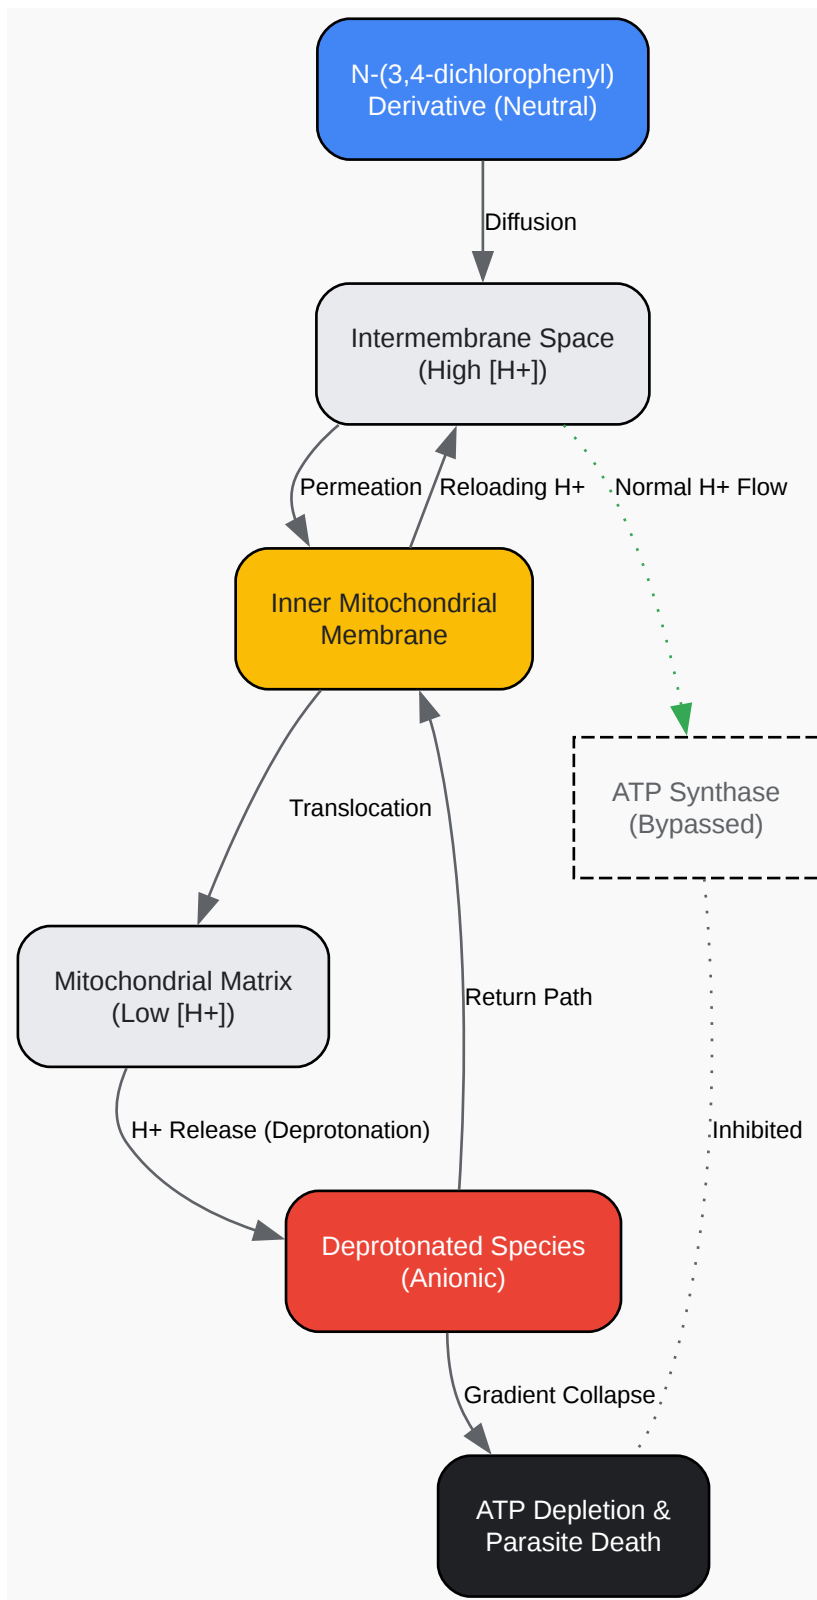 N-(3,4-dichlorophenyl)
Derivative (Neutral)
Diffusion
Intermembrane Space
(High [H+])
Permeation
Reloading H+
Normal H+ Flow
Inner Mitochondrial
Membrane
ATP Synthase
(Bypassed)
Translocation
Mitochondrial Matrix
(Low [H+])
Return Path
H+ Release (Deprotonation)
Inhibited
Deprotonated Species
(Anionic)
Gradient Collapse
ATP Depletion &
Parasite Death